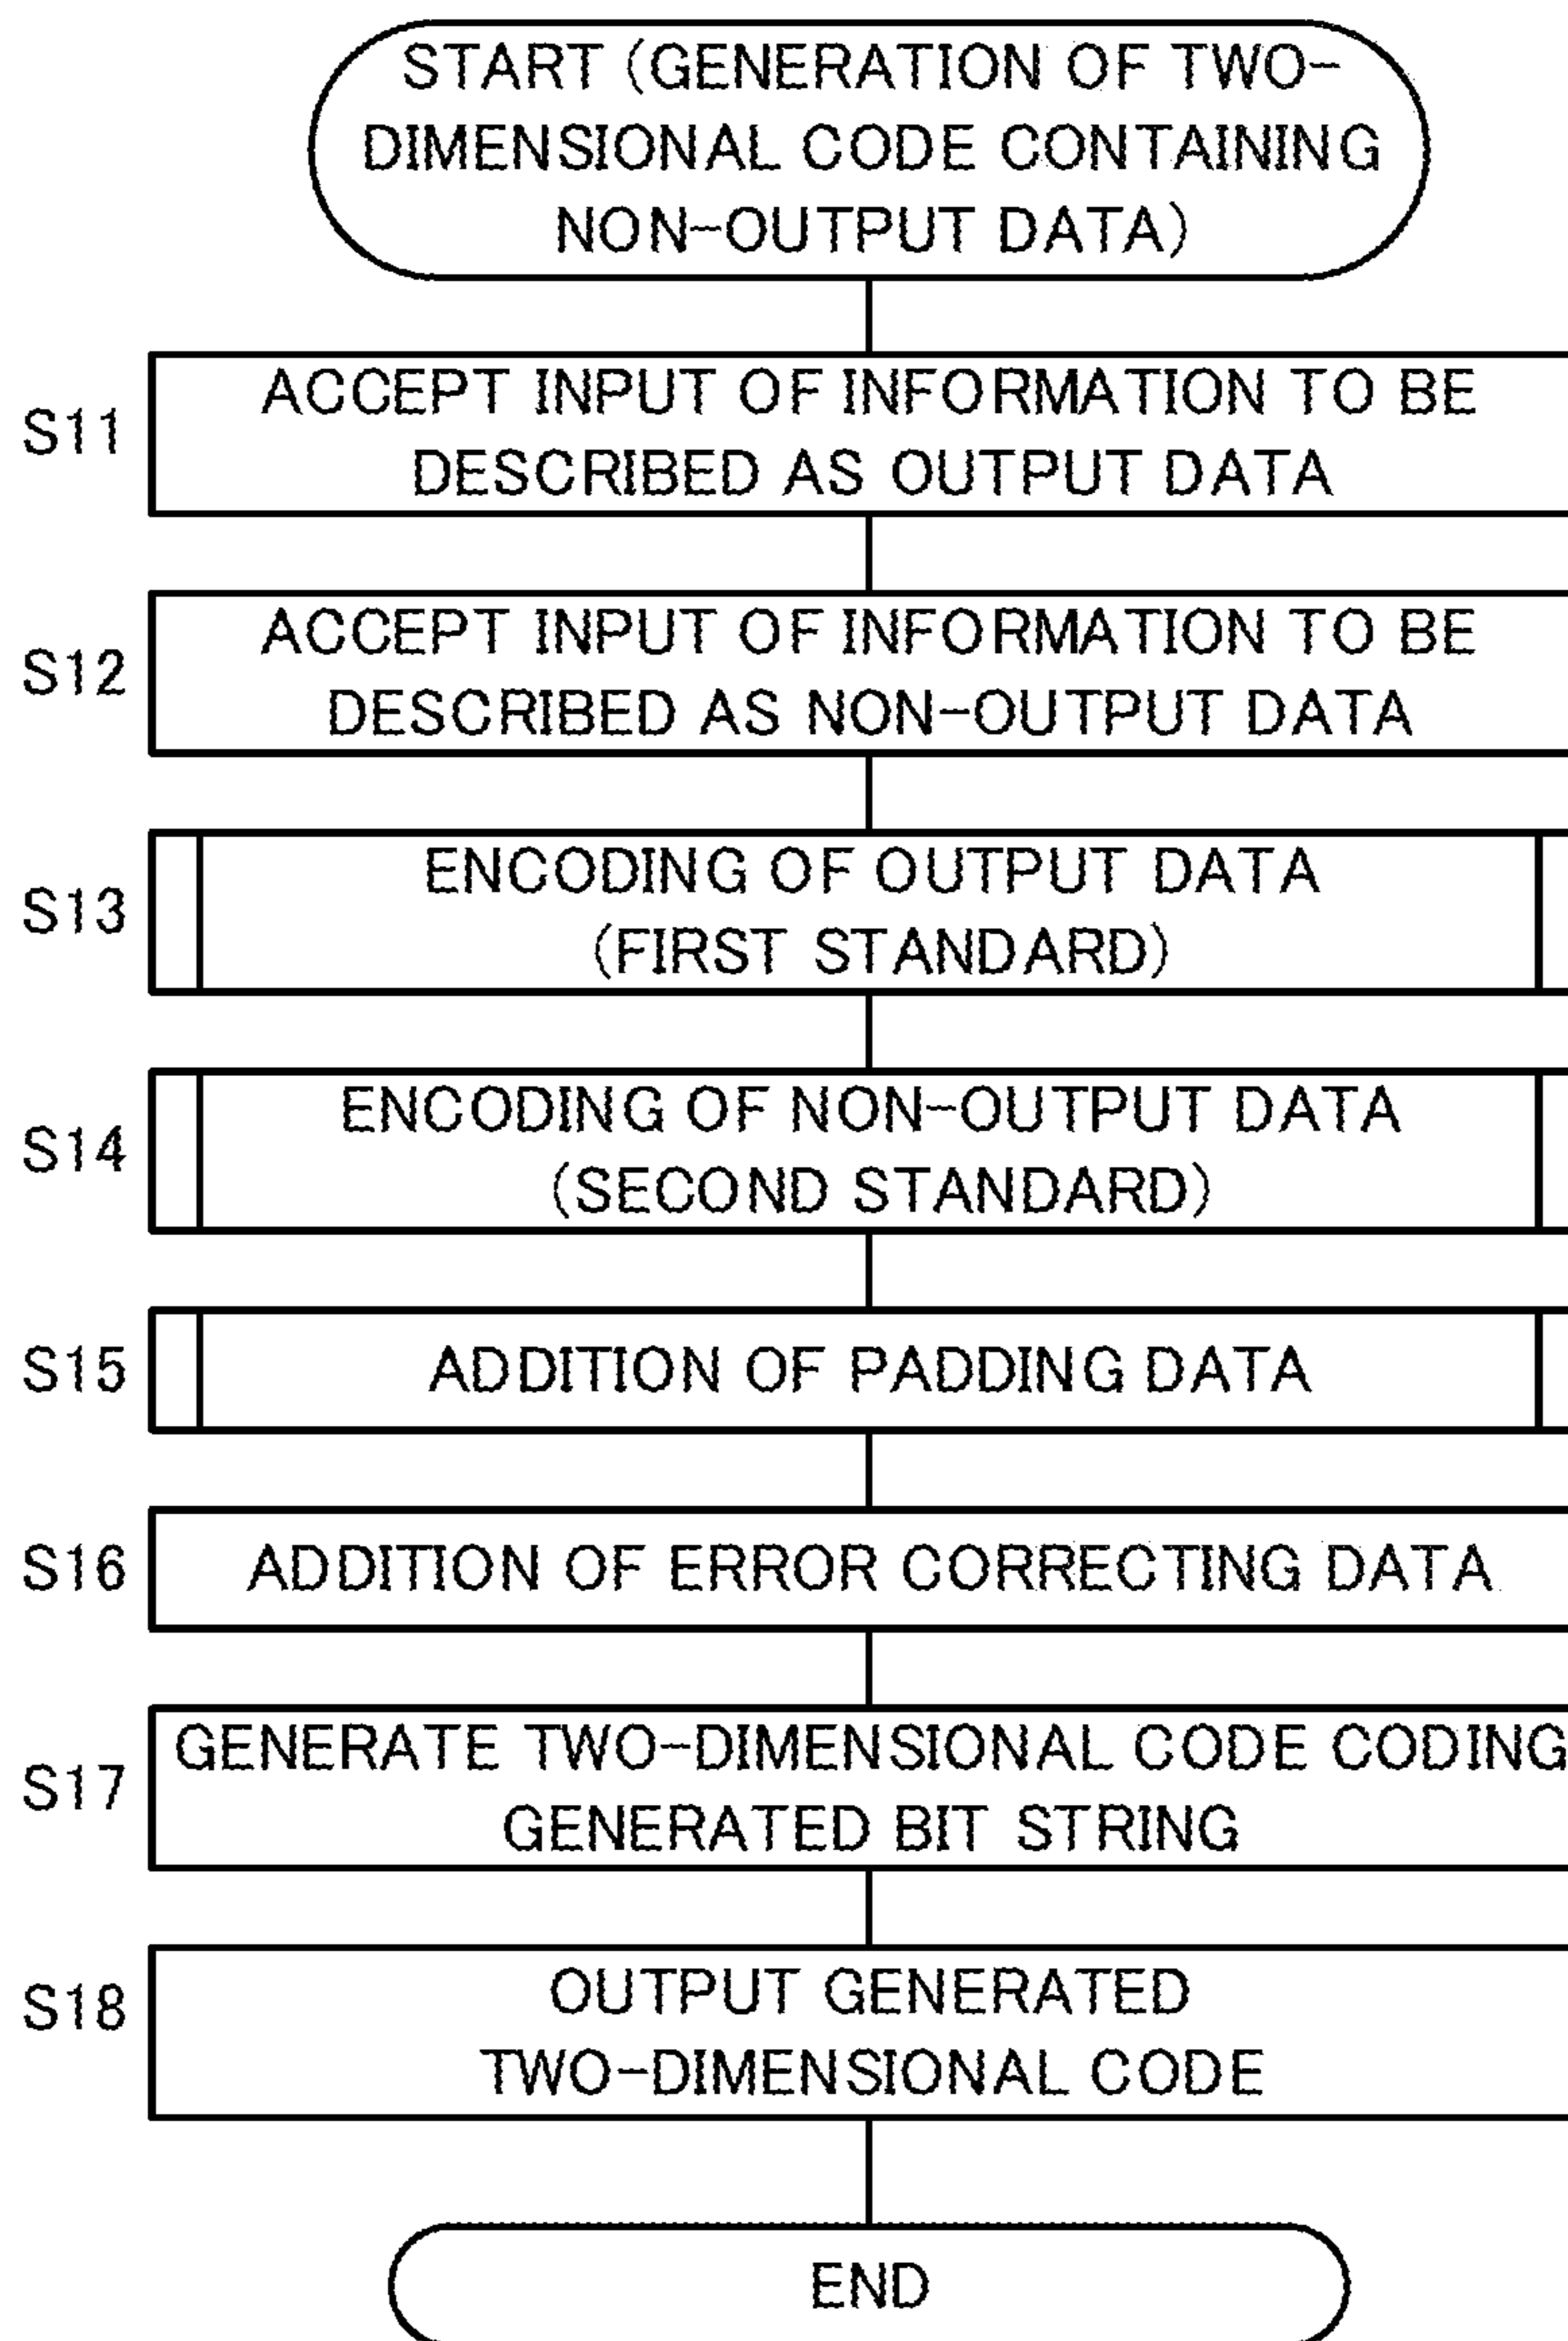 START (GENERATION OF TWO-
DIMENSIONAL CODE CONTAINING
NON-OUTPUT DATA)
S11
ACCEPT INPUT OF INFORMATION TO BE
DESCRIBED AS OUTPUT DATA
S12
ACCEPT INPUT OF INFORMATION TO BE
DESCRIBED AS NON-OUTPUT DATA
S13
ENCODING OF OUTPUT DATA
(FIRST STANDARD)
S14
ENCODING OF NON-OUTPUT DATA
(SECOND STANDARD)
S15
ADDITION OF PADDING DATA
S16
ADDITION OF ERROR CORRECTING DATA
S17
GENERATE TWO-DIMENSIONAL CODE CODING
GENERATED BIT STRING
S18
OUTPUT GENERATED
TWO-DIMENSIONAL CODE
END